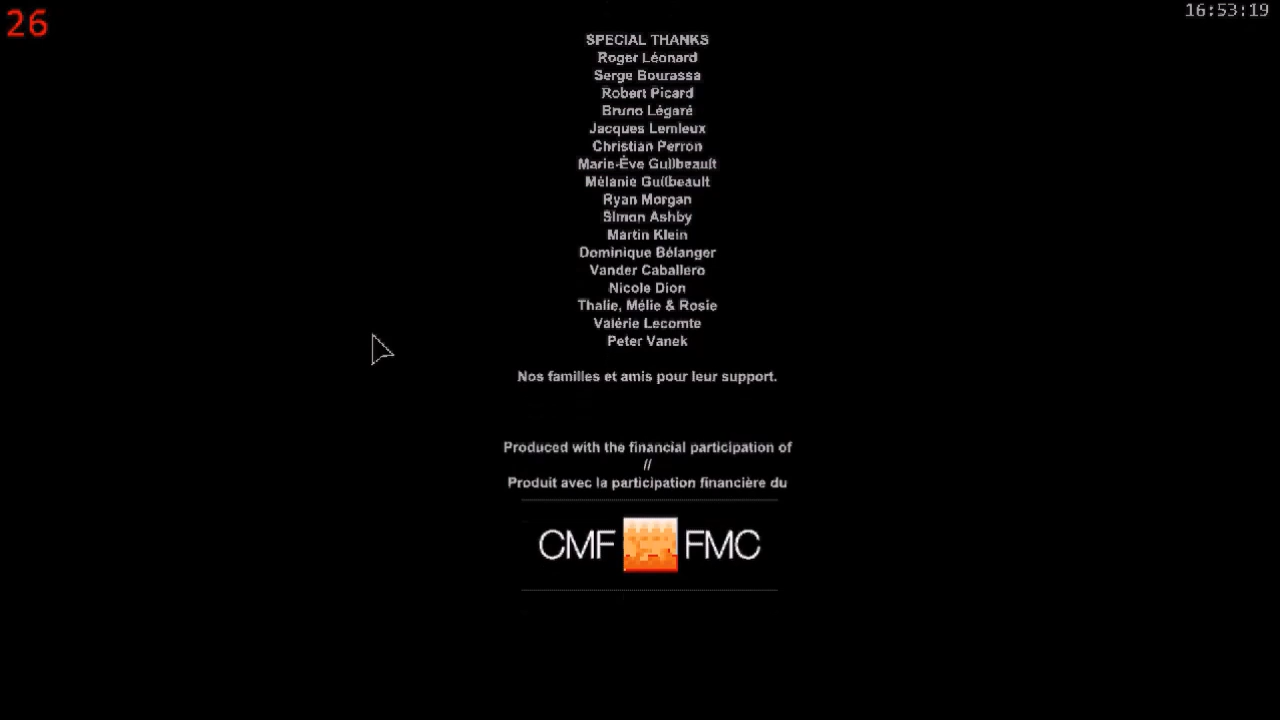 26
16:53:19
SPECIAL THANKS
Roger Léonard
Serge Bourassa
Robert Picard
Bruno Légaré
Jacques Lemieux
Christian Perron
Marie-Ève Guilbeault
Mélanie Guilbeault
Ryan Morgan
Simon Ashby
Martin Klein
Dominique Bélanger
Vander Caballero
Nicole Dion
Thalie, Mélie & Rosie
Valérie Lecomte
Peter Vanek
Nos familles et amis pour leur support.
Produced with the financial participation of
//
Produit avec la participation financière du
CMF FMC